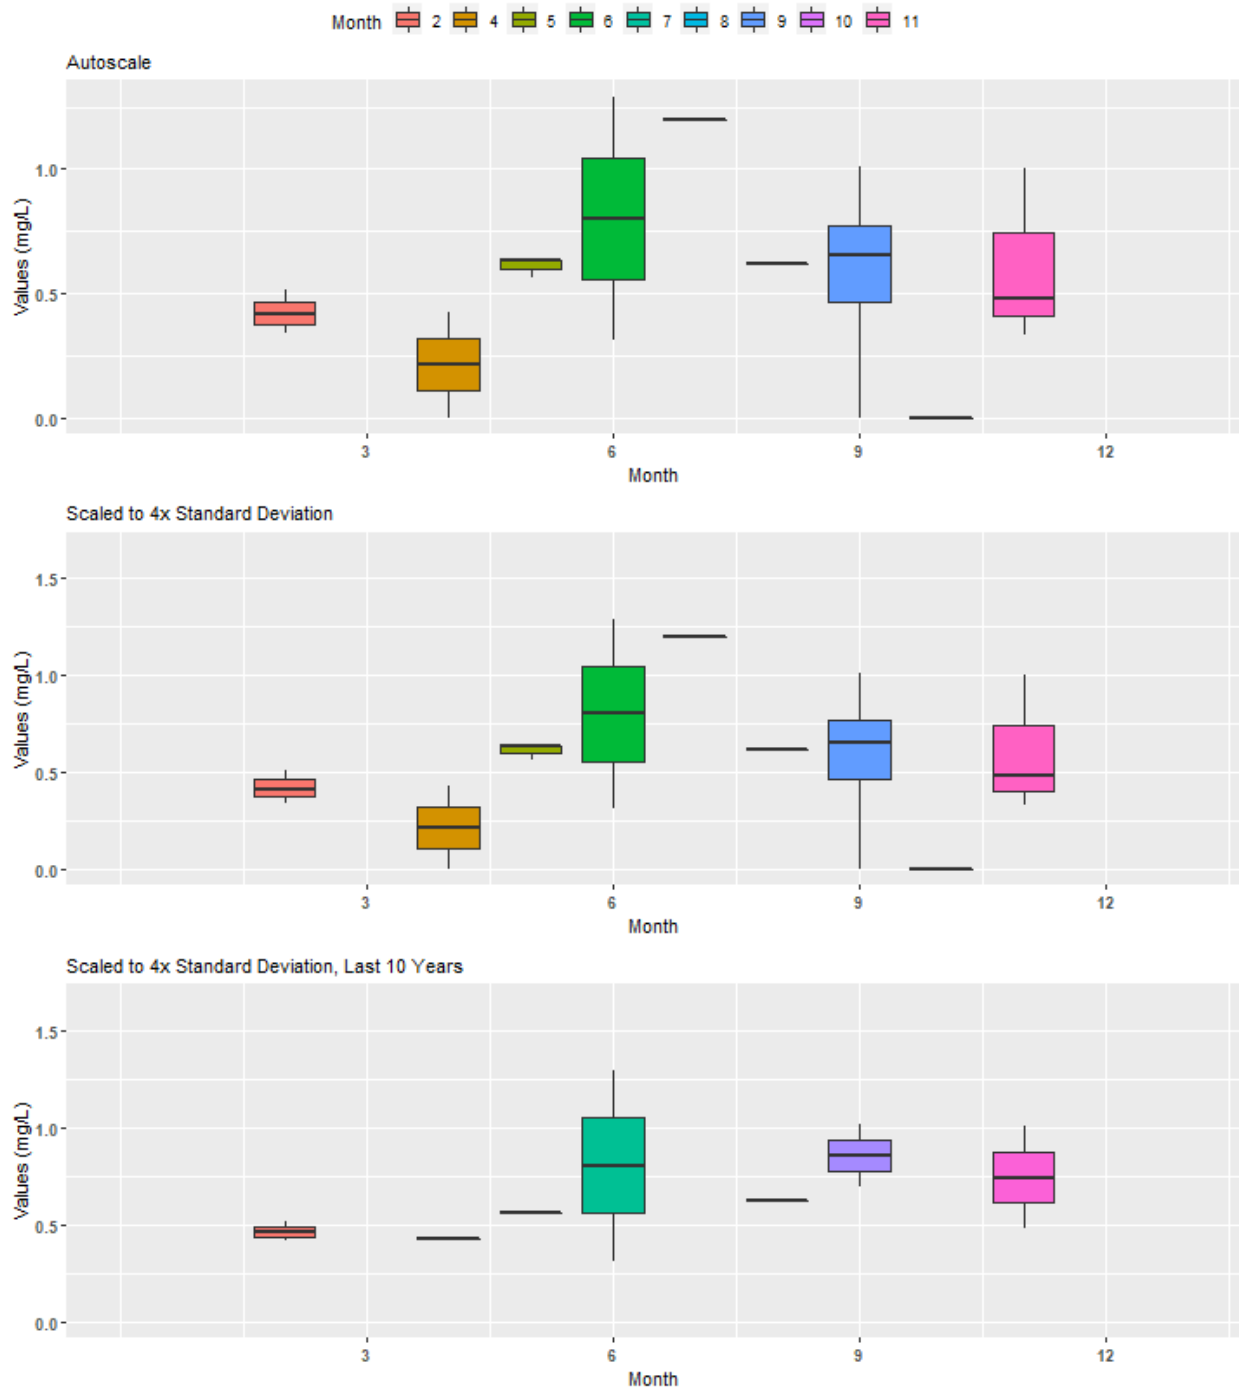 Month 2 4 5 6 7 8 9 10 11
Autoscale
Values (mg/L)
1.0
0.5
0.0
3 6 9 12
Month
Scaled to 4x Standard Deviation
Values (mg/L)
1.5
1.0
0.5
0.0
3 6 9 12
Month
Scaled to 4x Standard Deviation, Last 10 Years
Values (mg/L)
1.5
1.0
0.5
0.0
3 6 9 12
Month